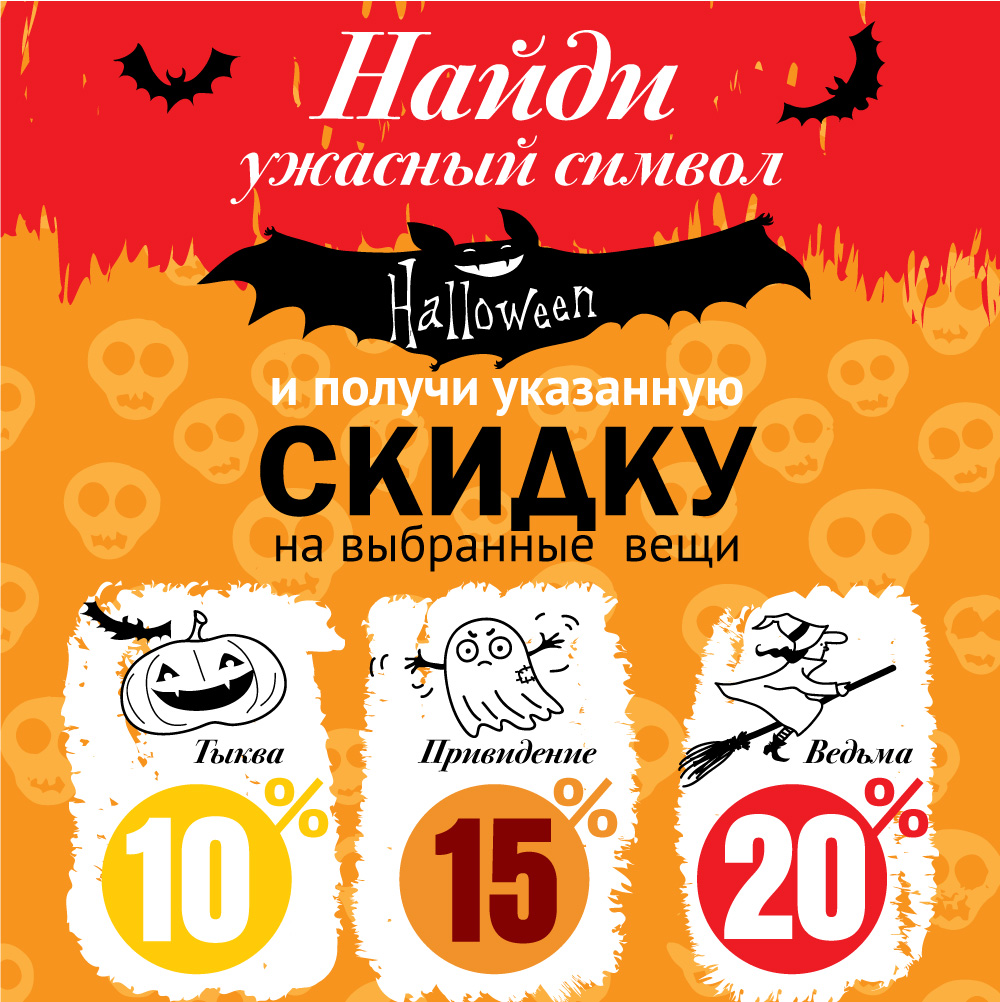 Найди
ужасный символ
Halloween
и получи указанную
СКИДКУ
на выбранные вещи
Тыква
10%
Привидение
15%
Ведьма
20%